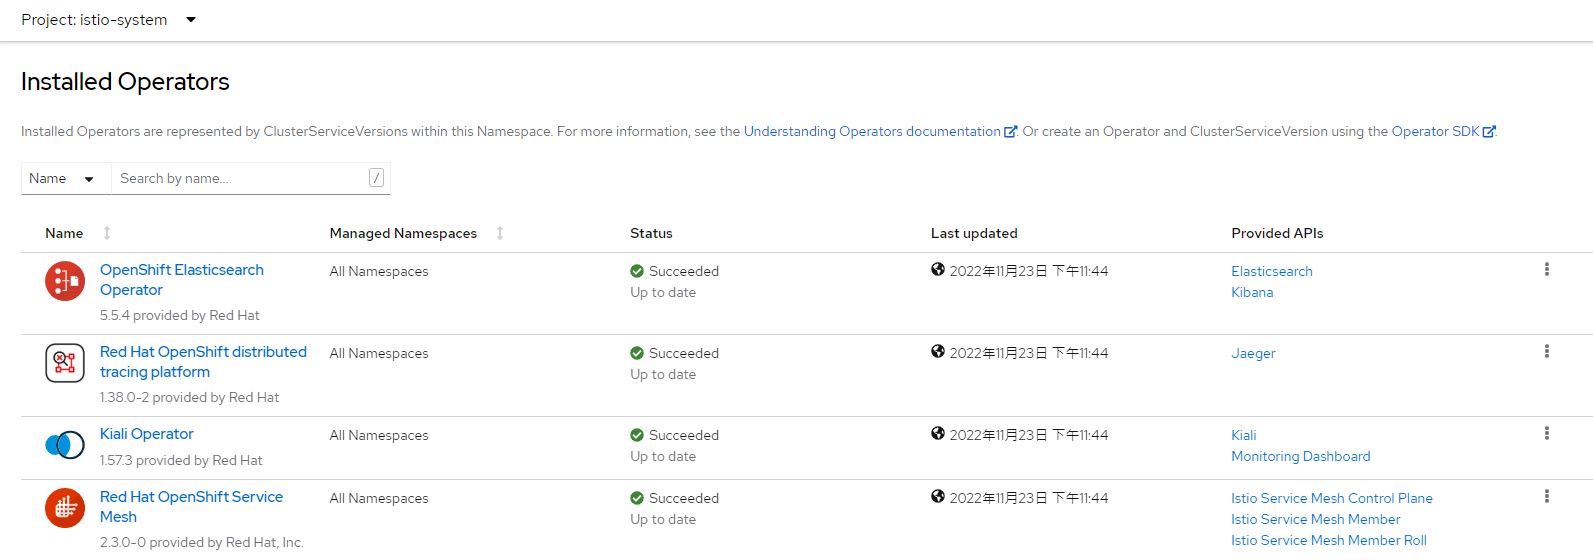 Project: istio-system
Installed Operators
Installed Operators are represented by ClusterServiceVersions within this Namespace. For more information, see the Understanding Operators documentation. Or create an Operator and ClusterServiceVersion using the Operator SDK.
Name Search by name... /
Name Managed Namespaces Status Last updated Provided APIs
OpenShift Elasticsearch Operator
5.5.4 provided by Red Hat
All Namespaces
Succeeded
Up to date
2022年11月23日 下午11:44
Elasticsearch
Kibana
Red Hat OpenShift distributed
tracing platform
1.38.0-2 provided by Red Hat
All Namespaces
Succeeded
Up to date
2022年11月23日 下午11:44
Jaeger
Kiali Operator
1.57.3 provided by Red Hat
All Namespaces
Succeeded
Up to date
2022年11月23日 下午11:44
Kiali
Monitoring Dashboard
Red Hat OpenShift Service
Mesh
2.3.0-0 provided by Red Hat, Inc.
All Namespaces
Succeeded
Up to date
2022年11月23日 下午11:44
Istio Service Mesh Control Plane
Istio Service Mesh Member
Istio Service Mesh Member Roll